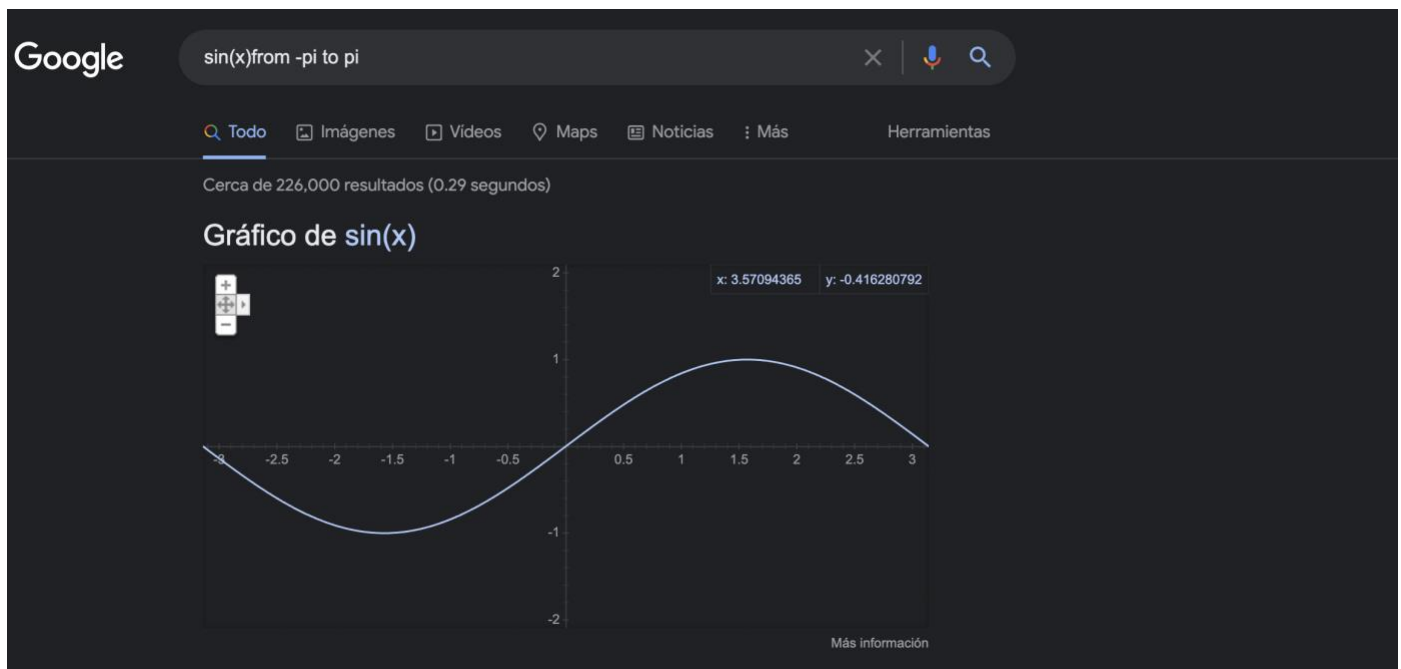 Google
sin(x)from -pi to pi
Todo Imágenes Vídeos Maps Noticias Más Herramientas
Cerca de 226,000 resultados (0.29 segundos)
Gráfico de sin(x)
2 x: 3.57094365 y: -0.416280792
1
-3 -2.5 -2 -1.5 -1 -0.5 0.5 1 1.5 2 2.5 3
-1
-2
Más información